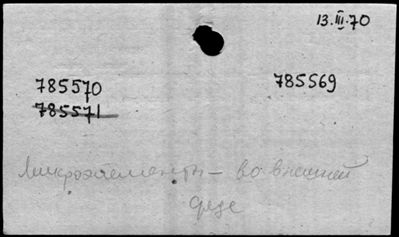 13.III.70
785570 785569
785571
Микроэлементы – во внешней
среде